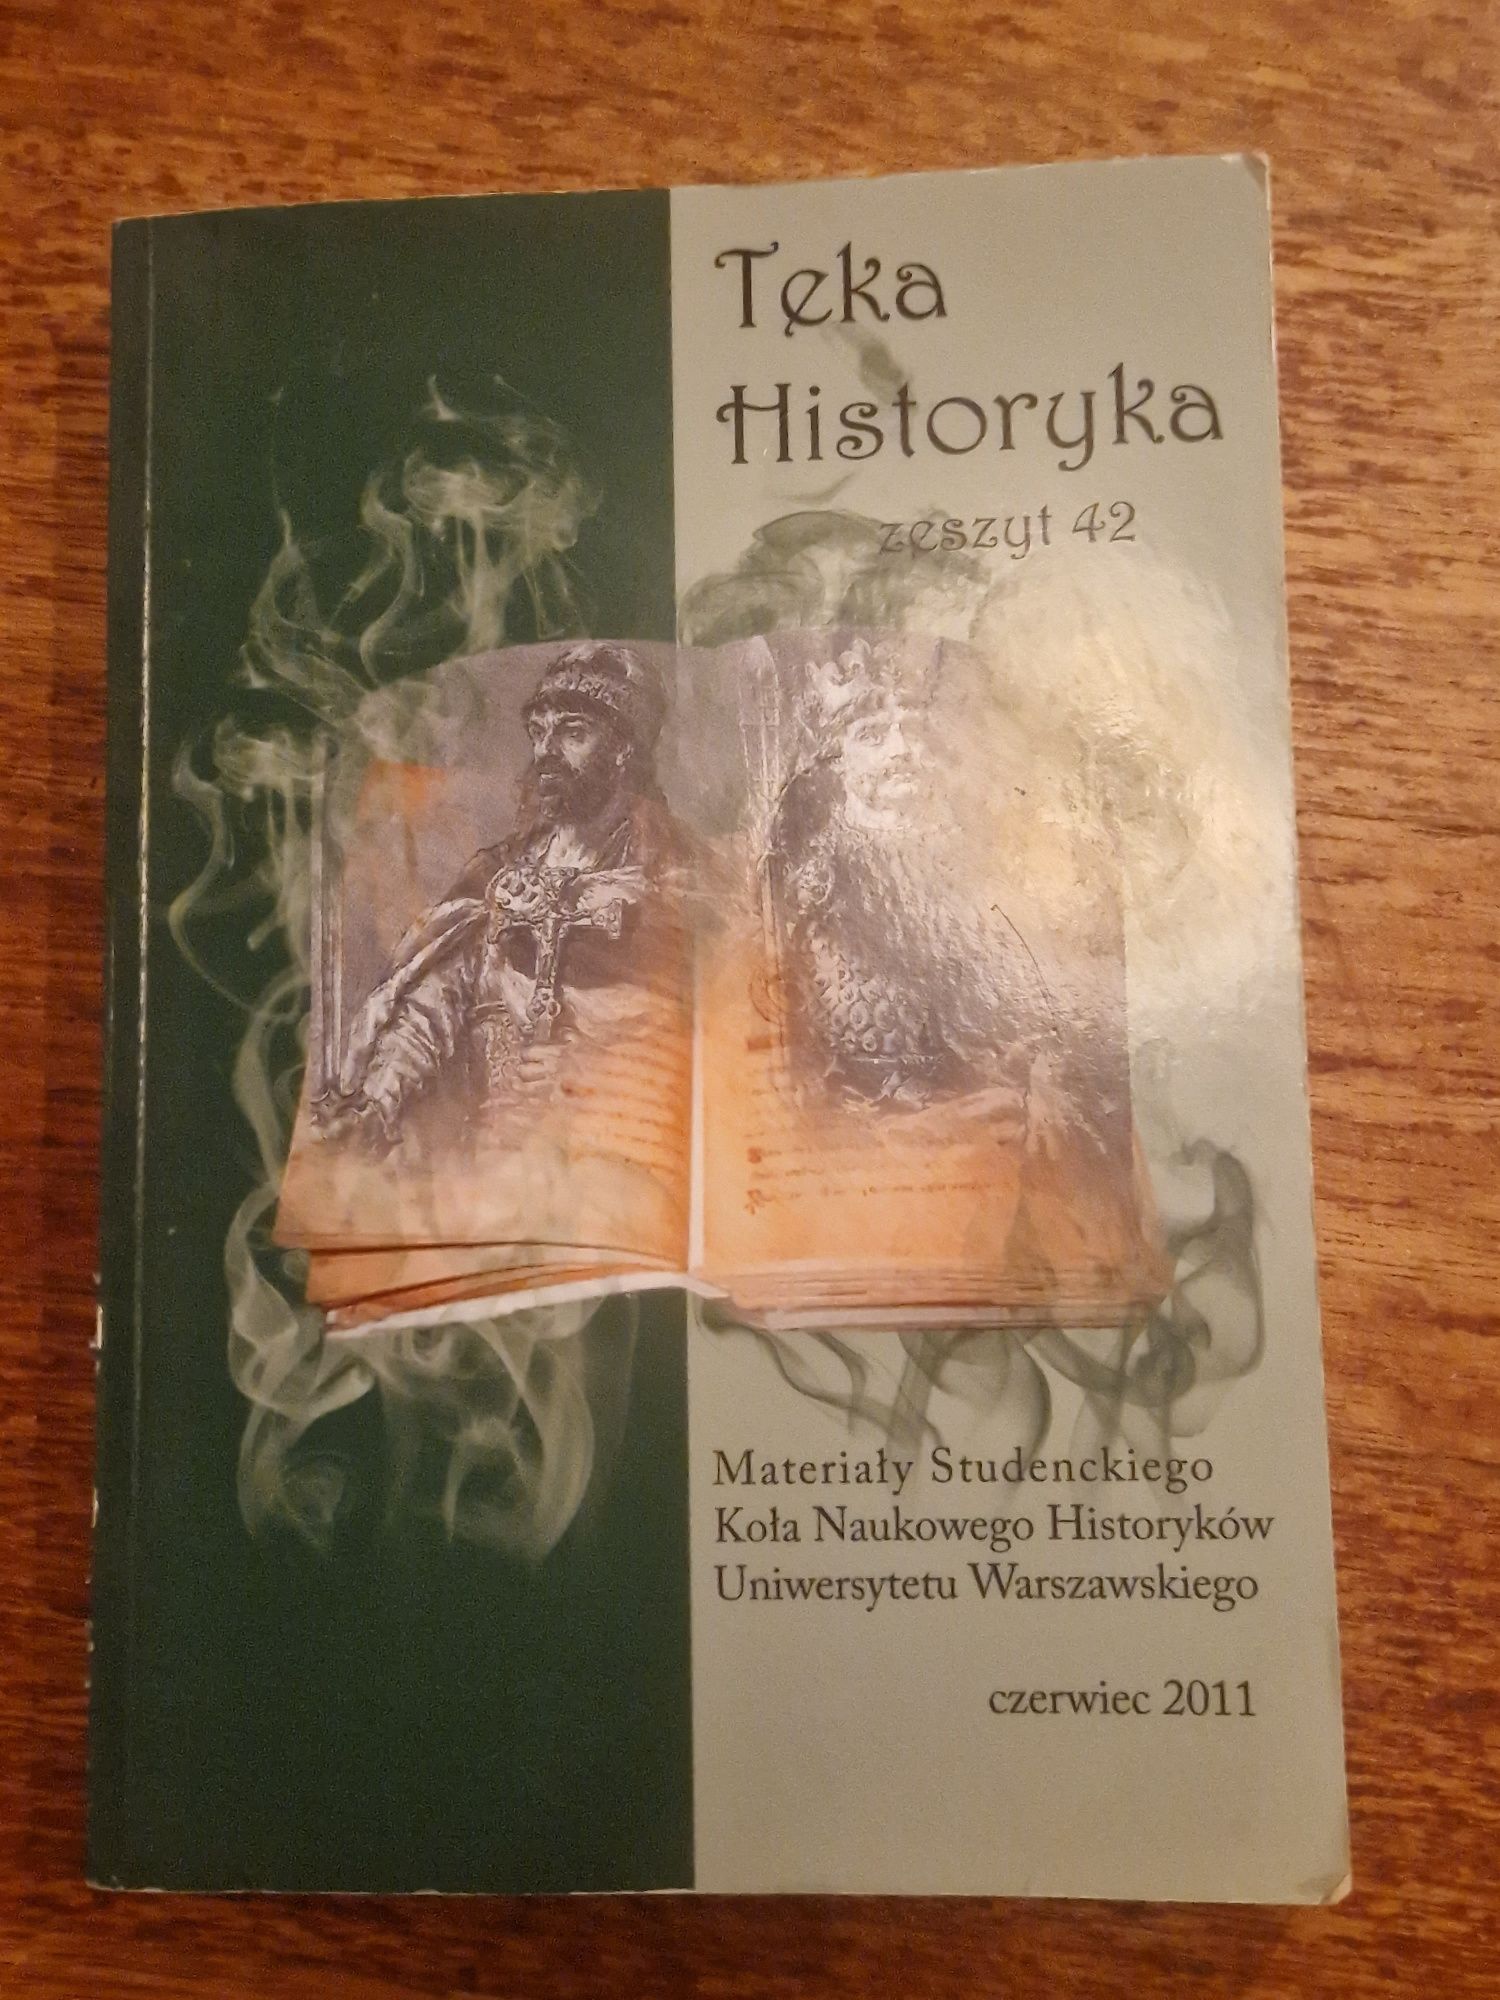 Teka
Historyka
zeszyt 42
Materiały Studenckiego
Koła Naukowego Historyków
Uniwersytetu Warszawskiego
czerwiec 2011